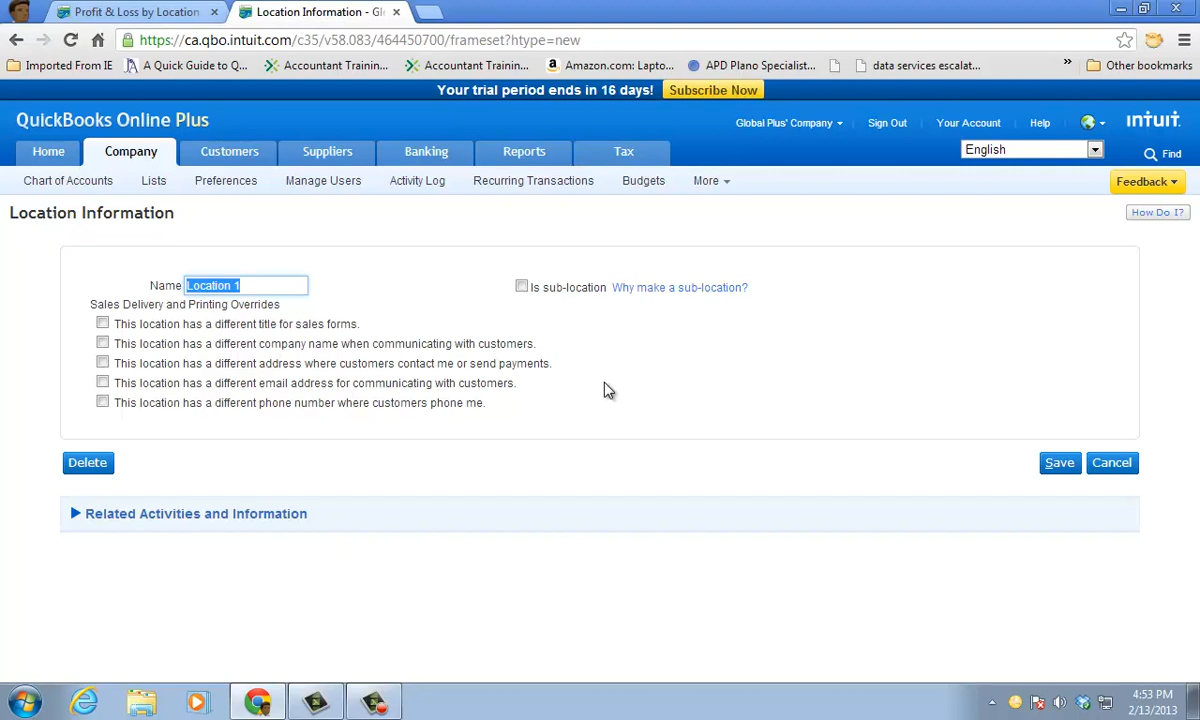 Profit & Loss by Location
Location Information - Gl
https://ca.qbo.intuit.com/c35/v58.083/464450700/frameset?htype=new
Imported From IE
A Quick Guide to Q...
Accountant Trainin...
Accountant Trainin...
Amazon.com: Lapto...
APD Plano Specialist...
data services escalat...
»
Other bookmarks
Your trial period ends in 16 days! Subscribe Now
QuickBooks Online Plus
Global Plus' Company
Sign Out
Your Account
Help
intuit.
Home
Company
Customers
Suppliers
Banking
Reports
Tax
English
Find
Chart of Accounts
Lists
Preferences
Manage Users
Activity Log
Recurring Transactions
Budgets
More
Feedback
Location Information
How Do I?
Name Location 1
Is sub-location Why make a sub-location?
Sales Delivery and Printing Overrides
This location has a different title for sales forms.
This location has a different company name when communicating with customers.
This location has a different address where customers contact me or send payments.
This location has a different email address for communicating with customers.
This location has a different phone number where customers phone me.
Delete
Save
Cancel
Related Activities and Information
4:53 PM
2/13/2013